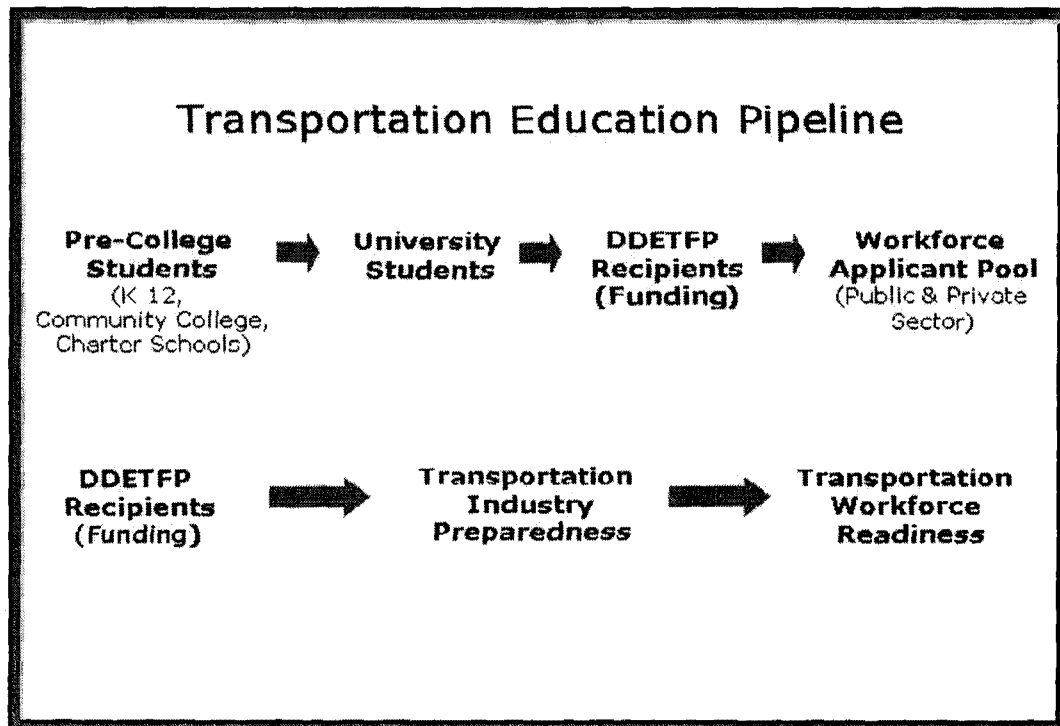 Transportation Education Pipeline
Pre-College
Students
(K 12,
Community College,
Charter Schools)
University
Students
DDETFP
Recipients
(Funding)
Workforce
Applicant Pool
(Public & Private
Sector)
DDETFP
Recipients
(Funding)
Transportation
Industry
Preparedness
Transportation
Workforce
Readiness